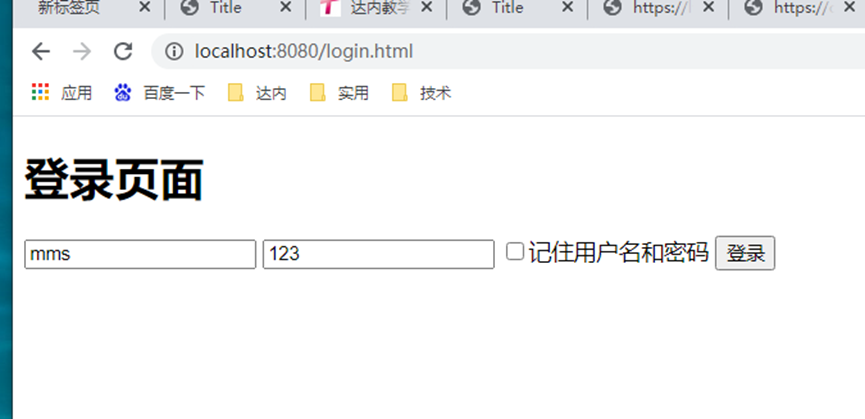 新标签页 Title 达内教学 Title https://l https://c
localhost:8080/login.html
应用 百度一下 达内 实用 技术
登录页面
mms 123 记住用户名和密码 登录